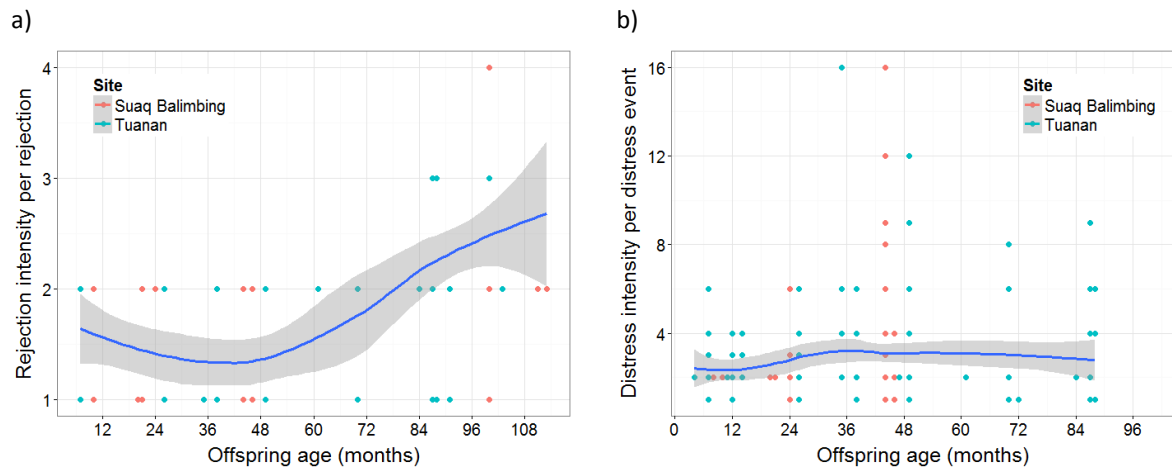 a)
Rejection intensity per rejection
4
3
2
1
Site
Suaq Balimbing
Tuanan
12 24 36 48 60 72 84 96 108
Offspring age (months)
b)
Distress intensity per distress event
16
12
8
4
Site
Suaq Balimbing
Tuanan
0 12 24 36 48 60 72 84 96
Offspring age (months)